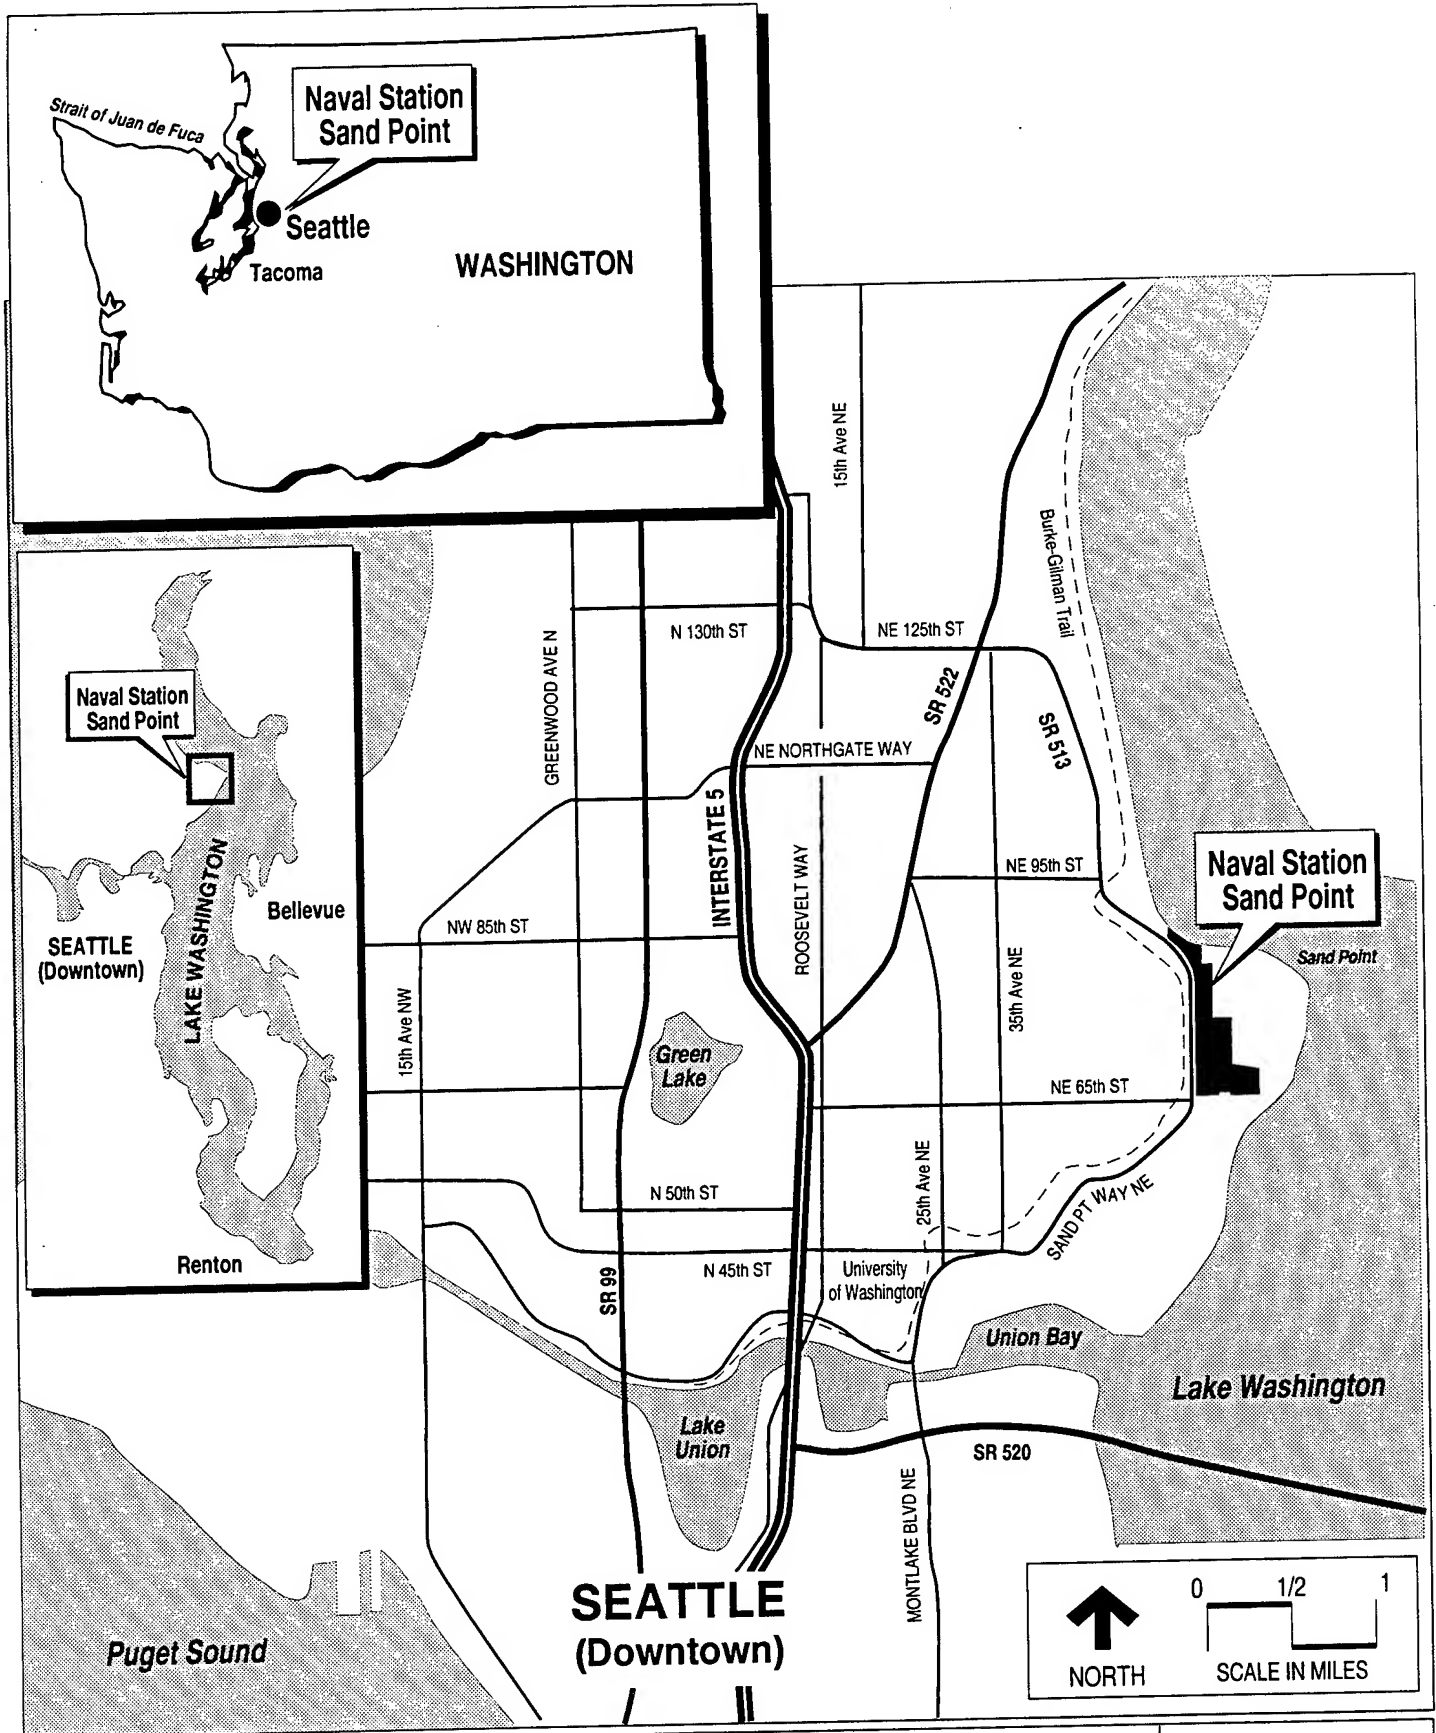 Strait of Juan de Fuca
Naval Station
Sand Point
Seattle
Tacoma
WASHINGTON
15th Ave NE
Burke-Gilman Trail
N 130th ST
NE 125th ST
GREENWOOD AVE N
SR 522
SR 513
NE NORTHGATE WAY
INTERSTATE 5
ROOSEVELT WAY
NE 95th ST
Naval Station
Sand Point
Sand Point
NW 85th ST
15th Ave NW
35th Ave NE
Green
Lake
NE 65th ST
25th Ave NE
N 50th ST
SAND PT WAY NE
N 45th ST
University
of Washington
SR 99
Union Bay
Lake Washington
Lake
Union
SR 520
MONTLAKE BLVD NE
SEATTLE
(Downtown)
Puget Sound
Naval Station
Sand Point
LAKE WASHINGTON
Bellevue
SEATTLE
(Downtown)
Renton
NORTH
0 1/2 1
SCALE IN MILES